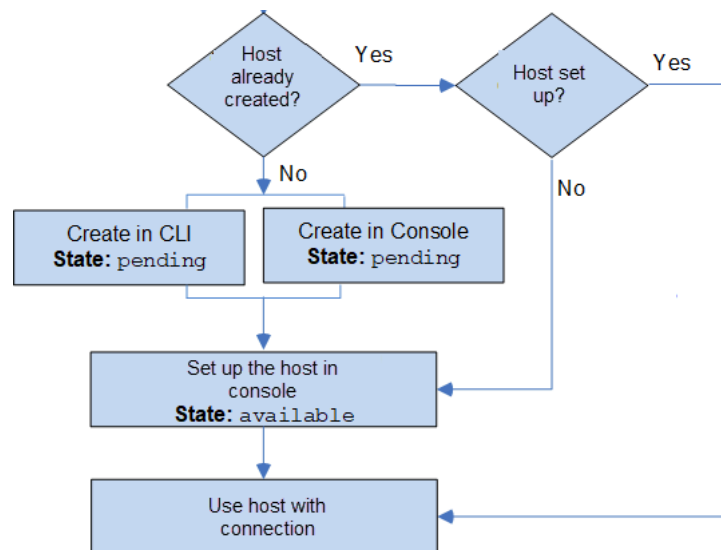 Host
already
created?
Yes
Host set
up?
Yes
No
No
Create in CLI
State: pending
Create in Console
State: pending
Set up the host in
console
State: available
Use host with
connection